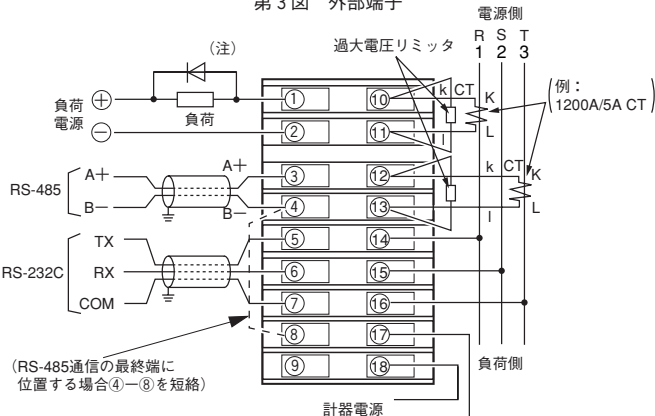 第３図　外部端子
電源側
R S T
1 2 3
（注）
過大電圧リミッタ
（例：
1200A/5A CT）
負荷
電源
＋
－
負荷
① ⑩ k CT K
② ⑪ l L
RS-485
A＋ A＋ ③ ⑫ k CT K
B－ B－ ④ ⑬ l L
RS-232C
TX ⑤ ⑭
RX ⑥ ⑮
COM ⑦ ⑯
⑧ ⑰
⑨ ⑱
負荷側
（RS-485通信の最終端に
位置する場合④－⑧を短絡）
計器電源